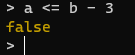 > a <= b - 3
false
>